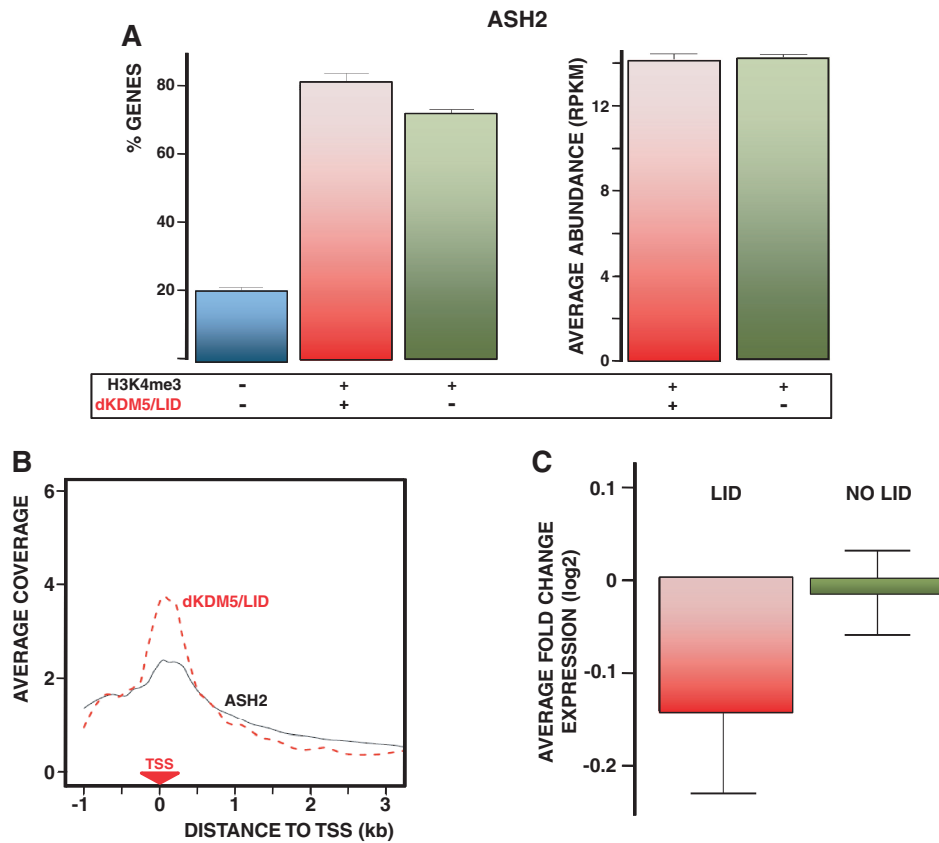 ASH2
A
% GENES
80
60
40
20
AVERAGE ABUNDANCE (RPKM)
12
8
4
0
H3K4me3 - + + + +
dKDM5/LID - + - + -
B
AVERAGE COVERAGE
6
4
2
0
dKDM5/LID
ASH2
TSS
-1 0 1 2 3
DISTANCE TO TSS (kb)
C
AVERAGE FOLD CHANGE
EXPRESSION (log2)
0.1
0
-0.1
-0.2
LID
NO LID